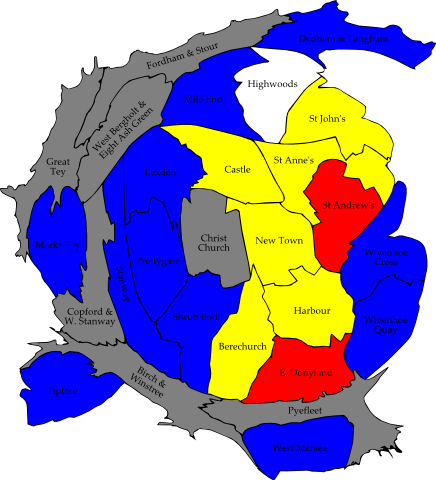 Dedham & Langham
Fordham & Stour
Highwoods
Mile End
West Bergholt &
Eight Ash Green
St John's
Great
Tey
St Anne's
Lexden
Castle
St Andrew's
Marks Tey
Christ
Church
New Town
Wivenhoe
Cross
Prettygate
Stanway
Copford &
W. Stanway
Shrub End
Harbour
Wivenhoe
Quay
Berechurch
E. Donyland
Birch &
Winstree
Tiptree
Pyefleet
West Mersea